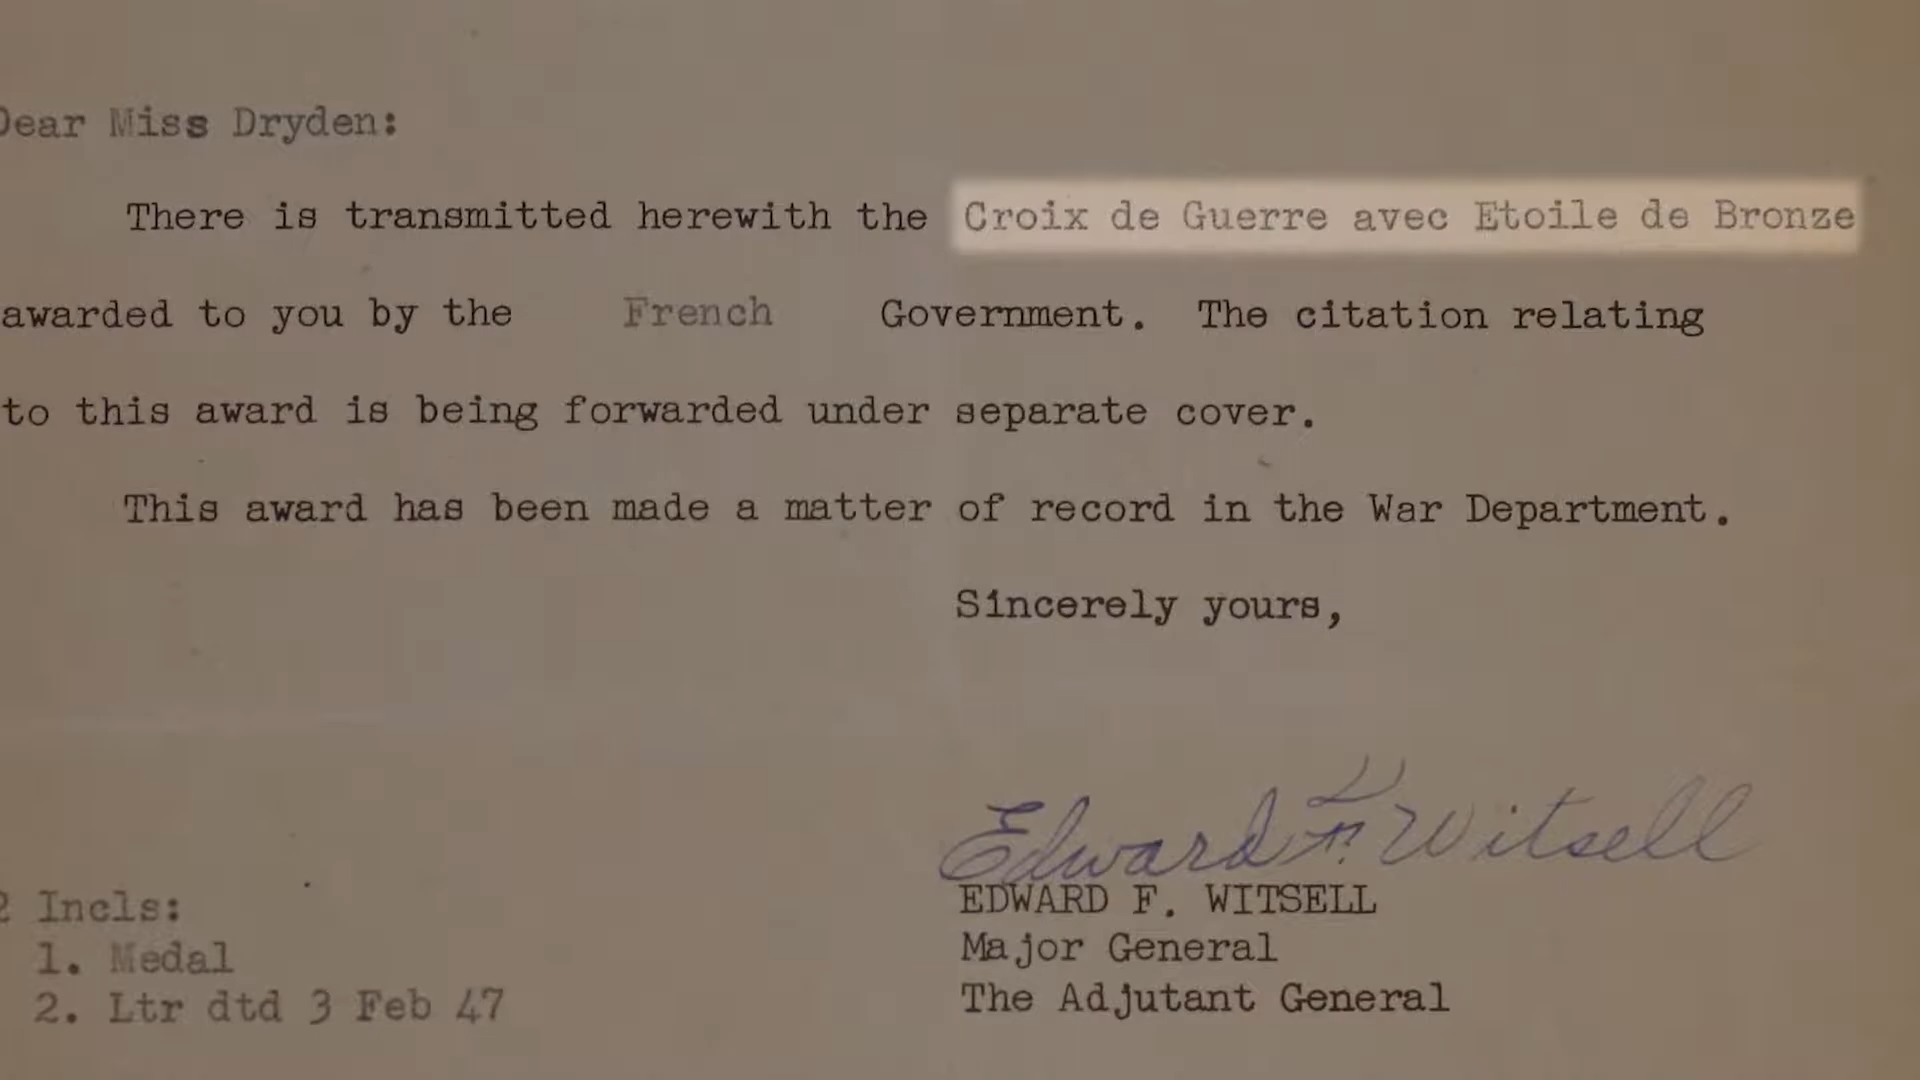 Dear Miss Dryden:
There is transmitted herewith the Croix de Guerre avec Etoile de Bronze
awarded to you by the French Government. The citation relating
to this award is being forwarded under separate cover.
This award has been made a matter of record in the War Department.
Sincerely yours,
Edward F. Witsell
EDWARD F. WITSELL
Major General
The Adjutant General
2 Incls:
1. Medal
2. Ltr dtd 3 Feb 47